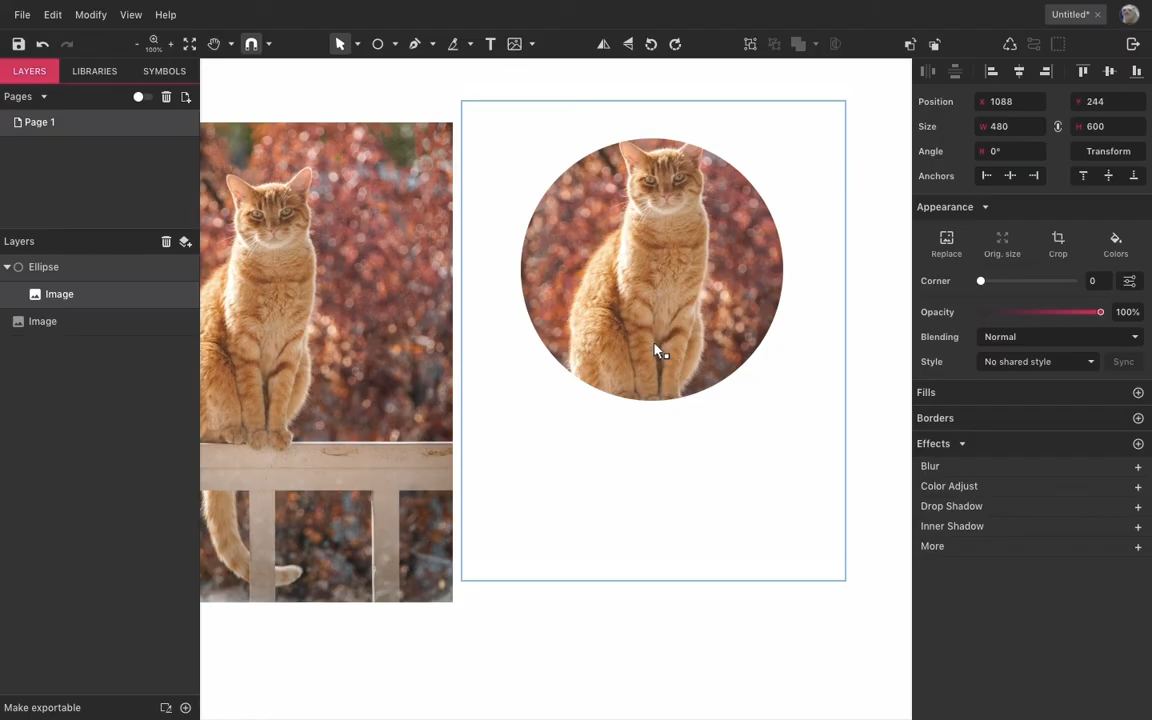 File Edit Modify View Help
Untitled*
- 100% +
T
LAYERS LIBRARIES SYMBOLS
Pages
Page 1
Layers
Ellipse
Image
Image
Make exportable
Position X 1088 Y 244
Size W 480 H 600
Angle R 0° Transform
Anchors
Appearance
Replace Orig. size Crop Colors
Corner 0
Opacity 100%
Blending Normal
Style No shared style Sync
Fills
Borders
Effects
Blur
Color Adjust
Drop Shadow
Inner Shadow
More